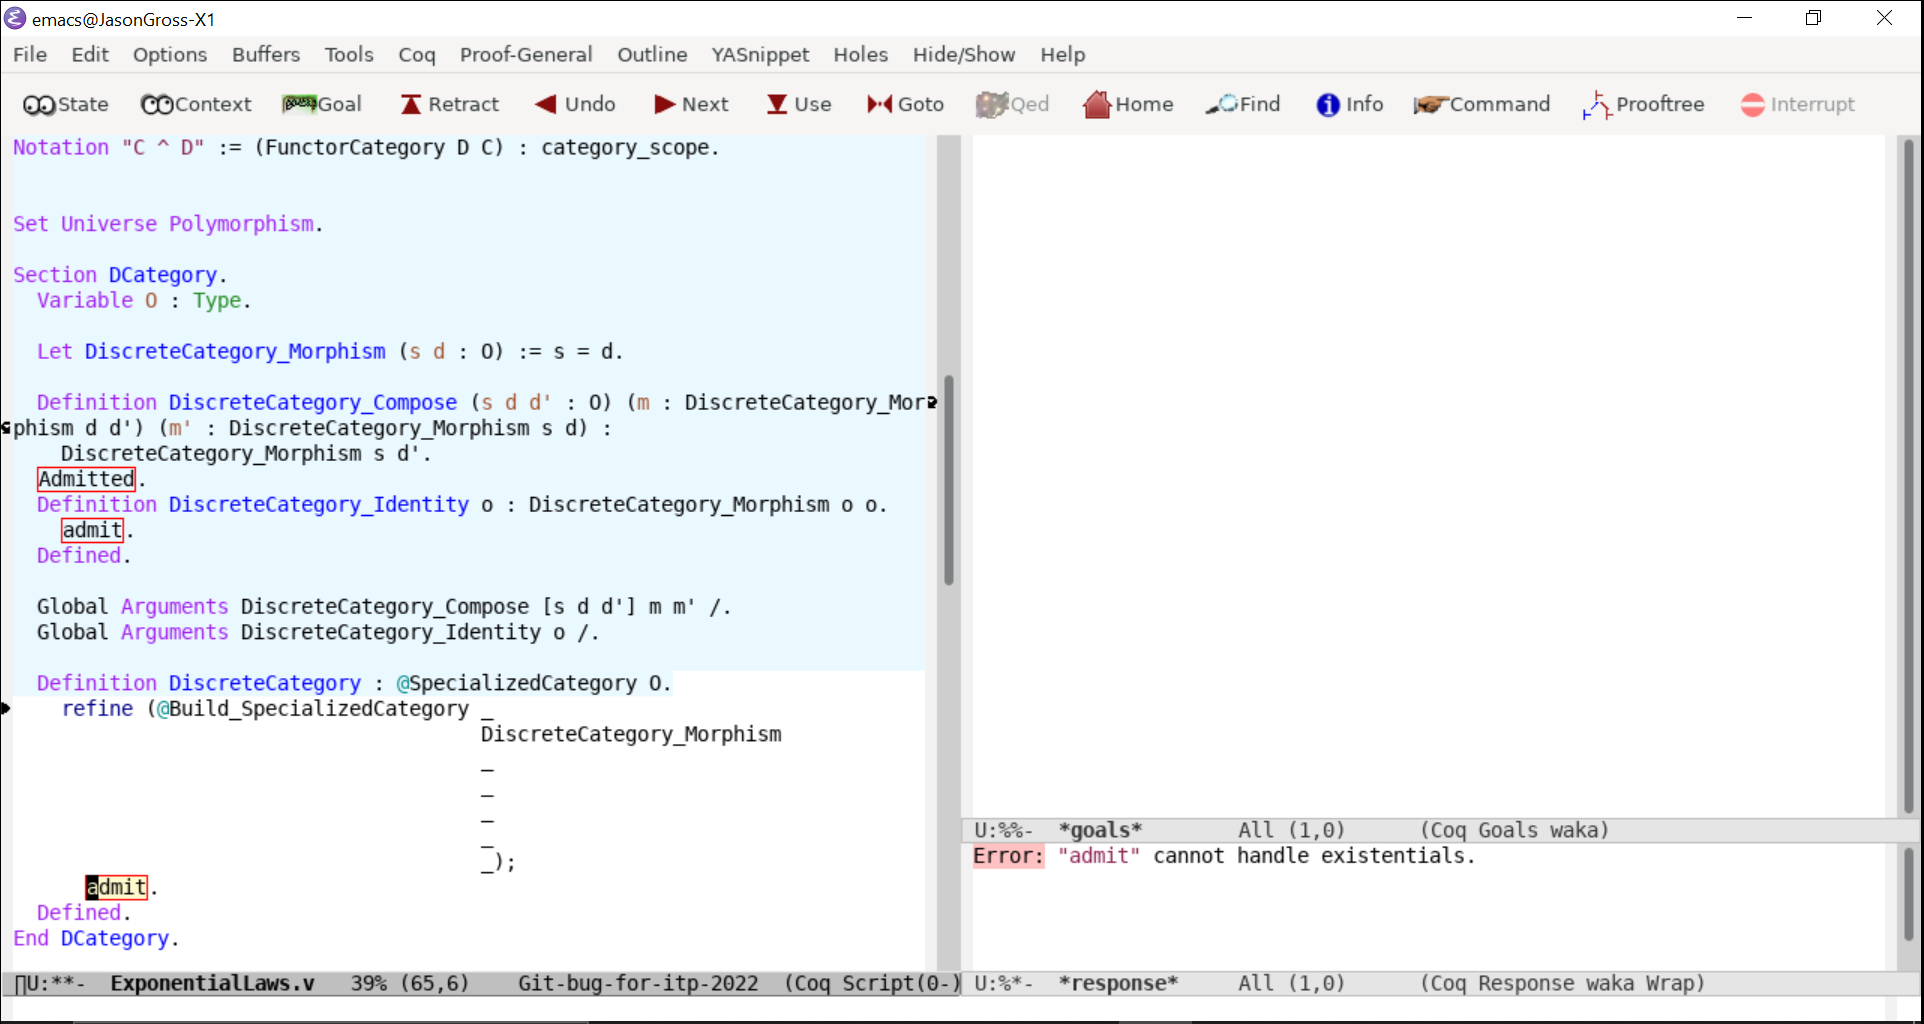 emacs@JasonGross-X1
File Edit Options Buffers Tools Coq Proof-General Outline YASnippet Holes Hide/Show Help
State Context Goal Retract Undo Next Use Goto Qed Home Find Info Command Prooftree Interrupt
Notation "C ^ D" := (FunctorCategory D C) : category_scope.
Set Universe Polymorphism.
Section DCategory.
Variable O : Type.
Let DiscreteCategory_Morphism (s d : O) := s = d.
Definition DiscreteCategory_Compose (s d d' : O) (m : DiscreteCategory_Mor
phism d d') (m' : DiscreteCategory_Morphism s d) :
DiscreteCategory_Morphism s d'.
Admitted.
Definition DiscreteCategory_Identity o : DiscreteCategory_Morphism o o.
admit.
Defined.
Global Arguments DiscreteCategory_Compose [s d d'] m m' /.
Global Arguments DiscreteCategory_Identity o /.
Definition DiscreteCategory : @SpecializedCategory O.
refine (@Build_SpecializedCategory _
DiscreteCategory_Morphism
_
_
_
_
_);
admit.
Defined.
End DCategory.
U:**- ExponentialLaws.v 39% (65,6) Git-bug-for-itp-2022 (Coq Script(0-)
U:%%- *goals* All (1,0) (Coq Goals waka)
Error: "admit" cannot handle existentials.
U:%*- *response* All (1,0) (Coq Response waka Wrap)